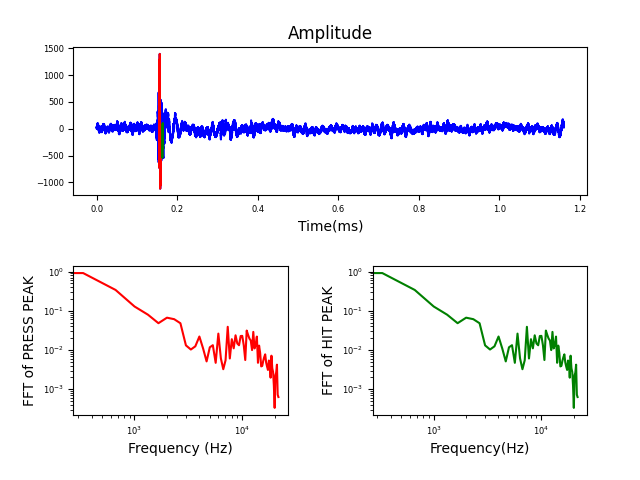 Amplitude
1500
1000
500
0
−500
−1000
0.0 0.2 0.4 0.6 0.8 1.0 1.2
Time(ms)
FFT of PRESS PEAK
10⁰
10⁻¹
10⁻²
10⁻³
10³ 10⁴
Frequency (Hz)
FFT of HIT PEAK
10⁰
10⁻¹
10⁻²
10⁻³
10³ 10⁴
Frequency(Hz)